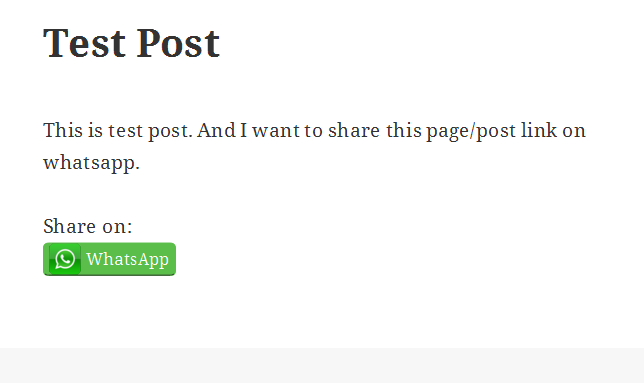 Test Post
This is test post. And I want to share this page/post link on
whatsapp.
Share on:
WhatsApp